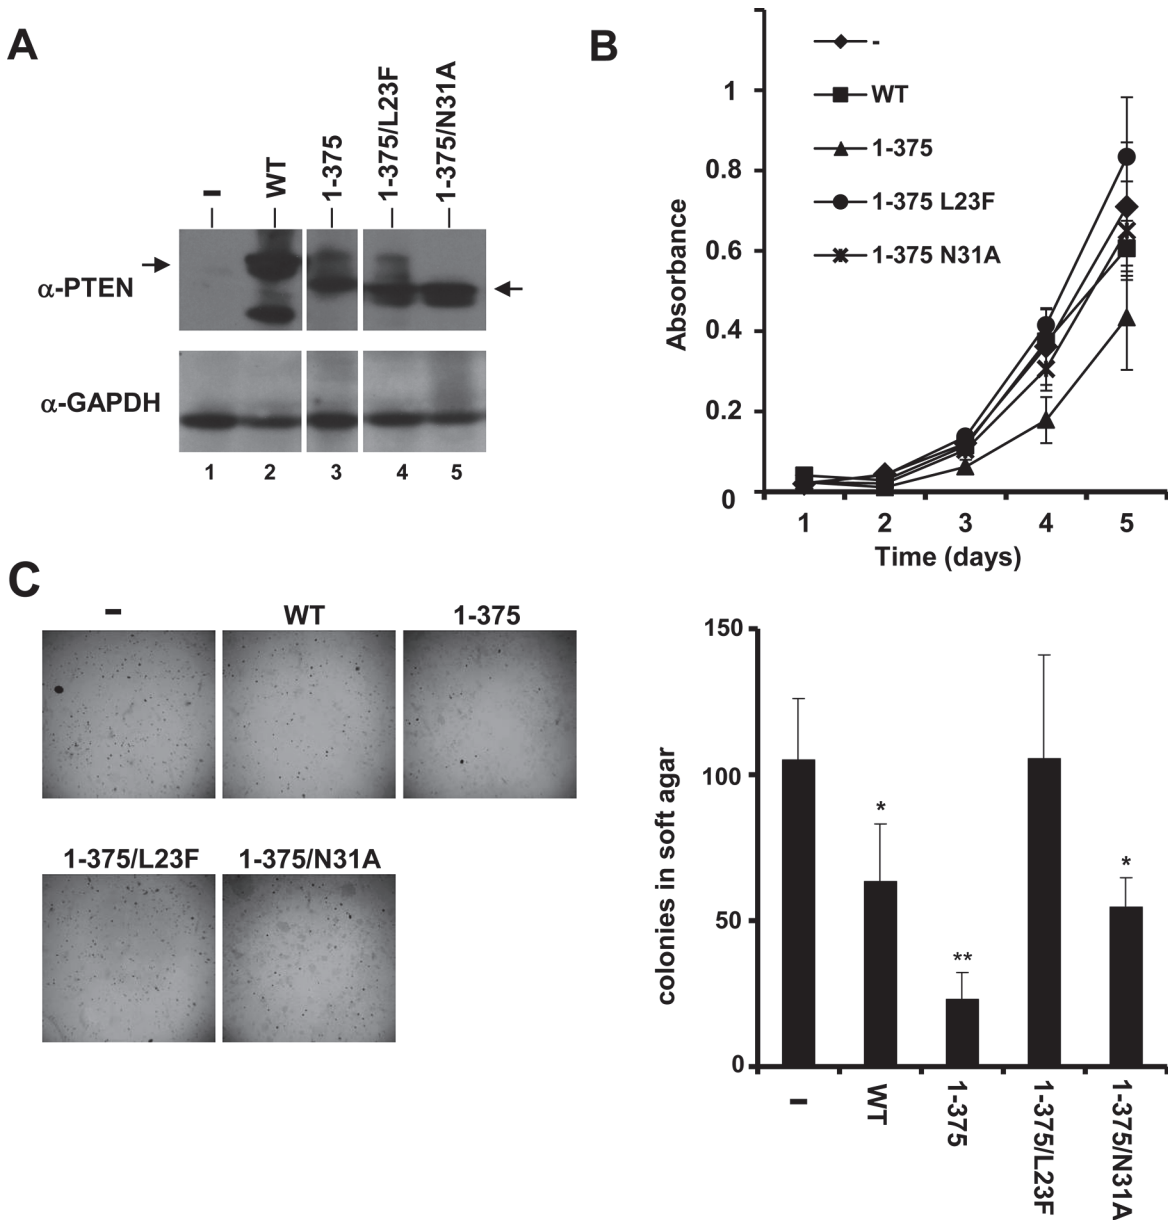 A
–
WT
1-375
1-375/L23F
1-375/N31A
α-PTEN
α-GAPDH
1 2 3 4 5
B
-
WT
1-375
1-375 L23F
1-375 N31A
Absorbance
1
0.8
0.6
0.4
0.2
0
1 2 3 4 5
Time (days)
C
– WT 1-375
1-375/L23F 1-375/N31A
colonies in soft agar
150
100
50
0
*
**
*
–
WT
1-375
1-375/L23F
1-375/N31A